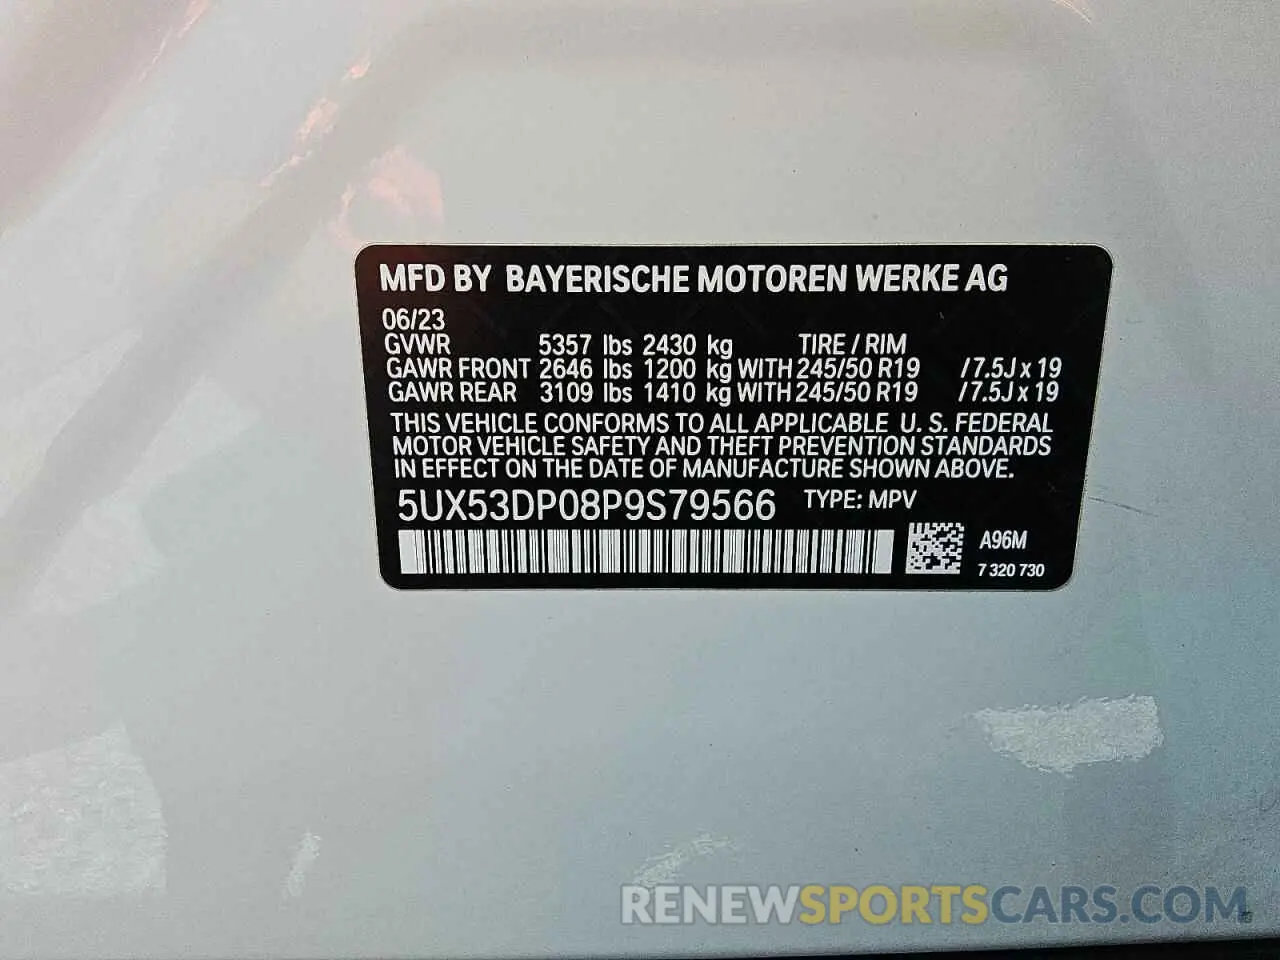 MFD BY BAYERISCHE MOTOREN WERKE AG
06/23
GVWR 5357 lbs 2430 kg TIRE / RIM
GAWR FRONT 2646 lbs 1200 kg WITH 245/50 R19 /7.5J x 19
GAWR REAR 3109 lbs 1410 kg WITH 245/50 R19 /7.5J x 19
THIS VEHICLE CONFORMS TO ALL APPLICABLE U. S. FEDERAL
MOTOR VEHICLE SAFETY AND THEFT PREVENTION STANDARDS
IN EFFECT ON THE DATE OF MANUFACTURE SHOWN ABOVE.
5UX53DP08P9S79566 TYPE: MPV
A96M
7 320 730
RENEWSPORTSCARS.COM